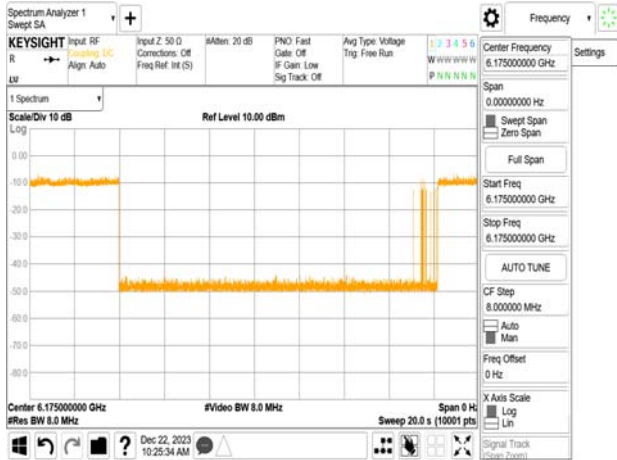 Spectrum Analyzer 1
Swept SA
+
Frequency
KEYSIGHT Input: RF
Coupling: DC
Align: Auto
Input Z: 50 Ω
Corrections: Off
Freq Ref: Int (S)
#Atten: 20 dB
PNO: Fast
Gate: Off
IF Gain: Low
Sig Track: Off
Avg Type: Voltage
Trig: Free Run
1 2 3 4 5 6
W W W W W W
P N N N N N
R
LXI
Center Frequency
6.175000000 GHz
Settings
Span
0.00000000 Hz
Swept Span
Zero Span
Full Span
Start Freq
6.175000000 GHz
Stop Freq
6.175000000 GHz
AUTO TUNE
CF Step
8.000000 MHz
Auto
Man
Freq Offset
0 Hz
X Axis Scale
Log
Lin
Signal Track
(Span Zoom)
1 Spectrum
Scale/Div 10 dB
Ref Level 10.00 dBm
Log
0.00
-10.0
-20.0
-30.0
-40.0
-50.0
-60.0
-70.0
-80.0
Center 6.175000000 GHz
#Video BW 8.0 MHz
Span 0 Hz
#Res BW 8.0 MHz
Sweep 20.0 s (10001 pts
?
Dec 22, 2023
10:25:34 AM